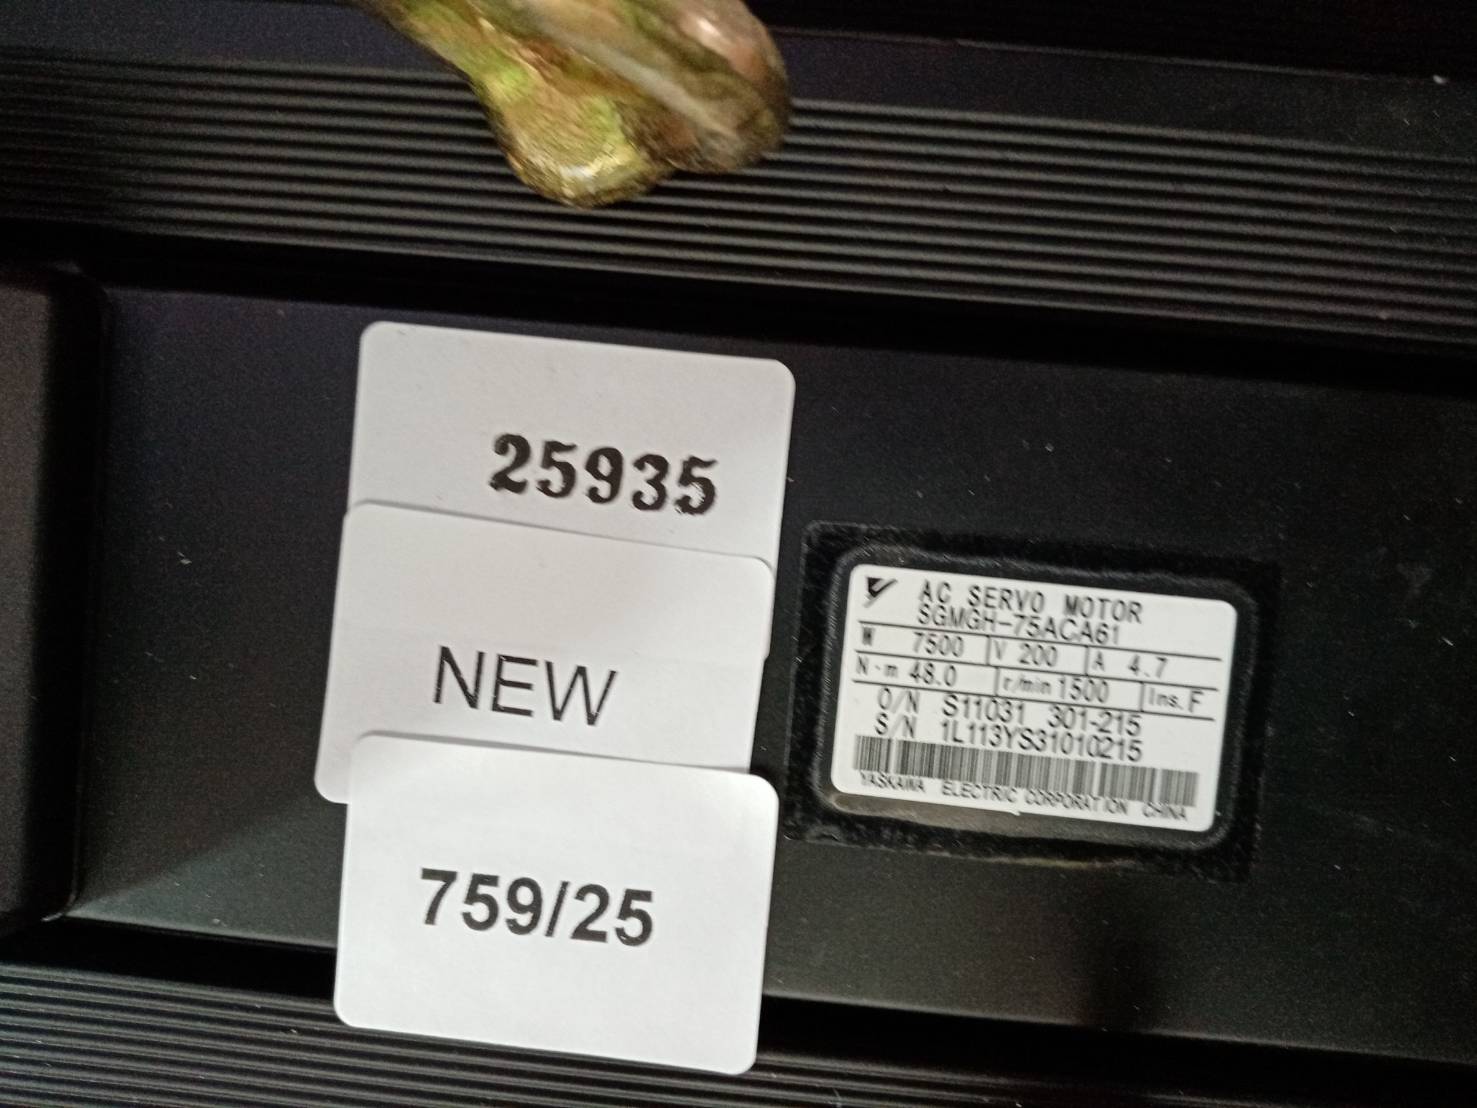 25935
NEW
759/25
AC SERVO MOTOR
SGMGH-75ACA61
W 7500 V 200 A 4.7
N·m 48.0 r/min 1500 Ins. F
O/N S11031 301-215
S/N 1L113YS31010215
YASKAWA ELECTRIC CORPORATION CHINA